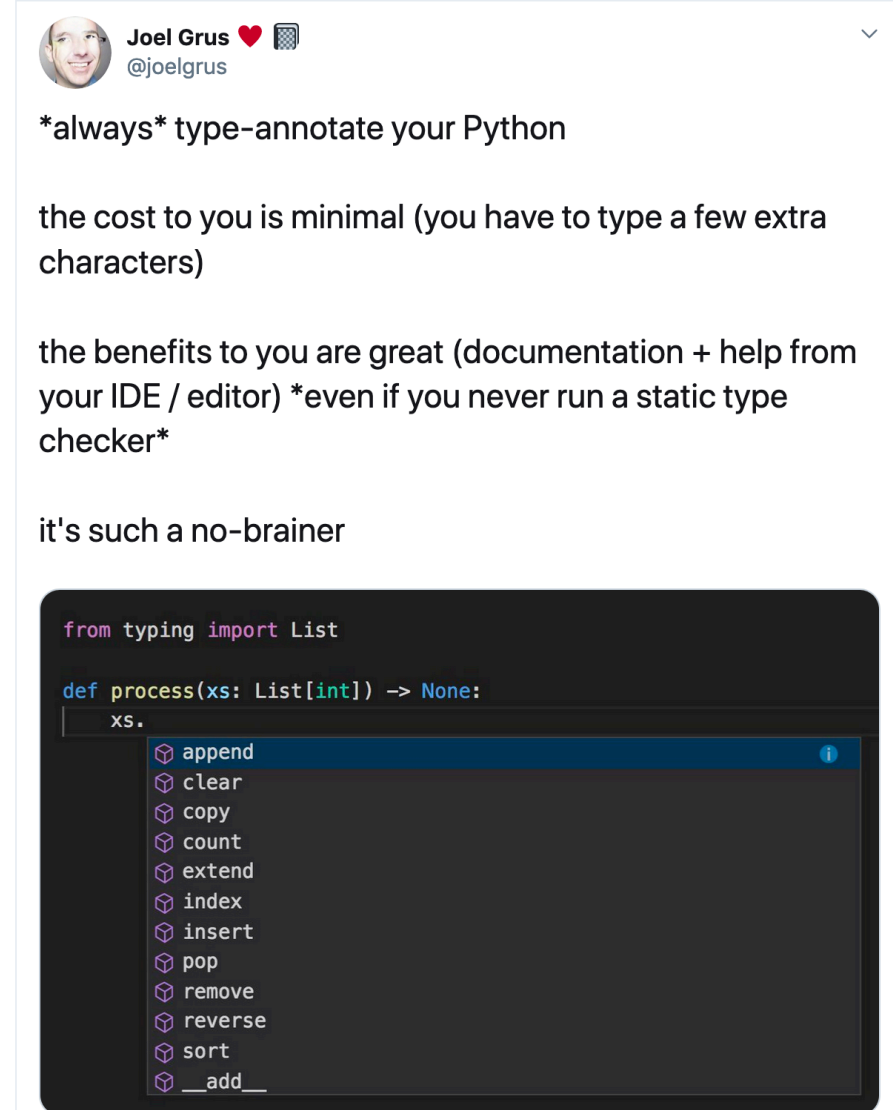 Joel Grus ❤️ 📓
@joelgrus
*always* type-annotate your Python
the cost to you is minimal (you have to type a few extra
characters)
the benefits to you are great (documentation + help from
your IDE / editor) *even if you never run a static type
checker*
it's such a no-brainer
from typing import List
def process(xs: List[int]) -> None:
xs.
append
clear
copy
count
extend
index
insert
pop
remove
reverse
sort
__add__